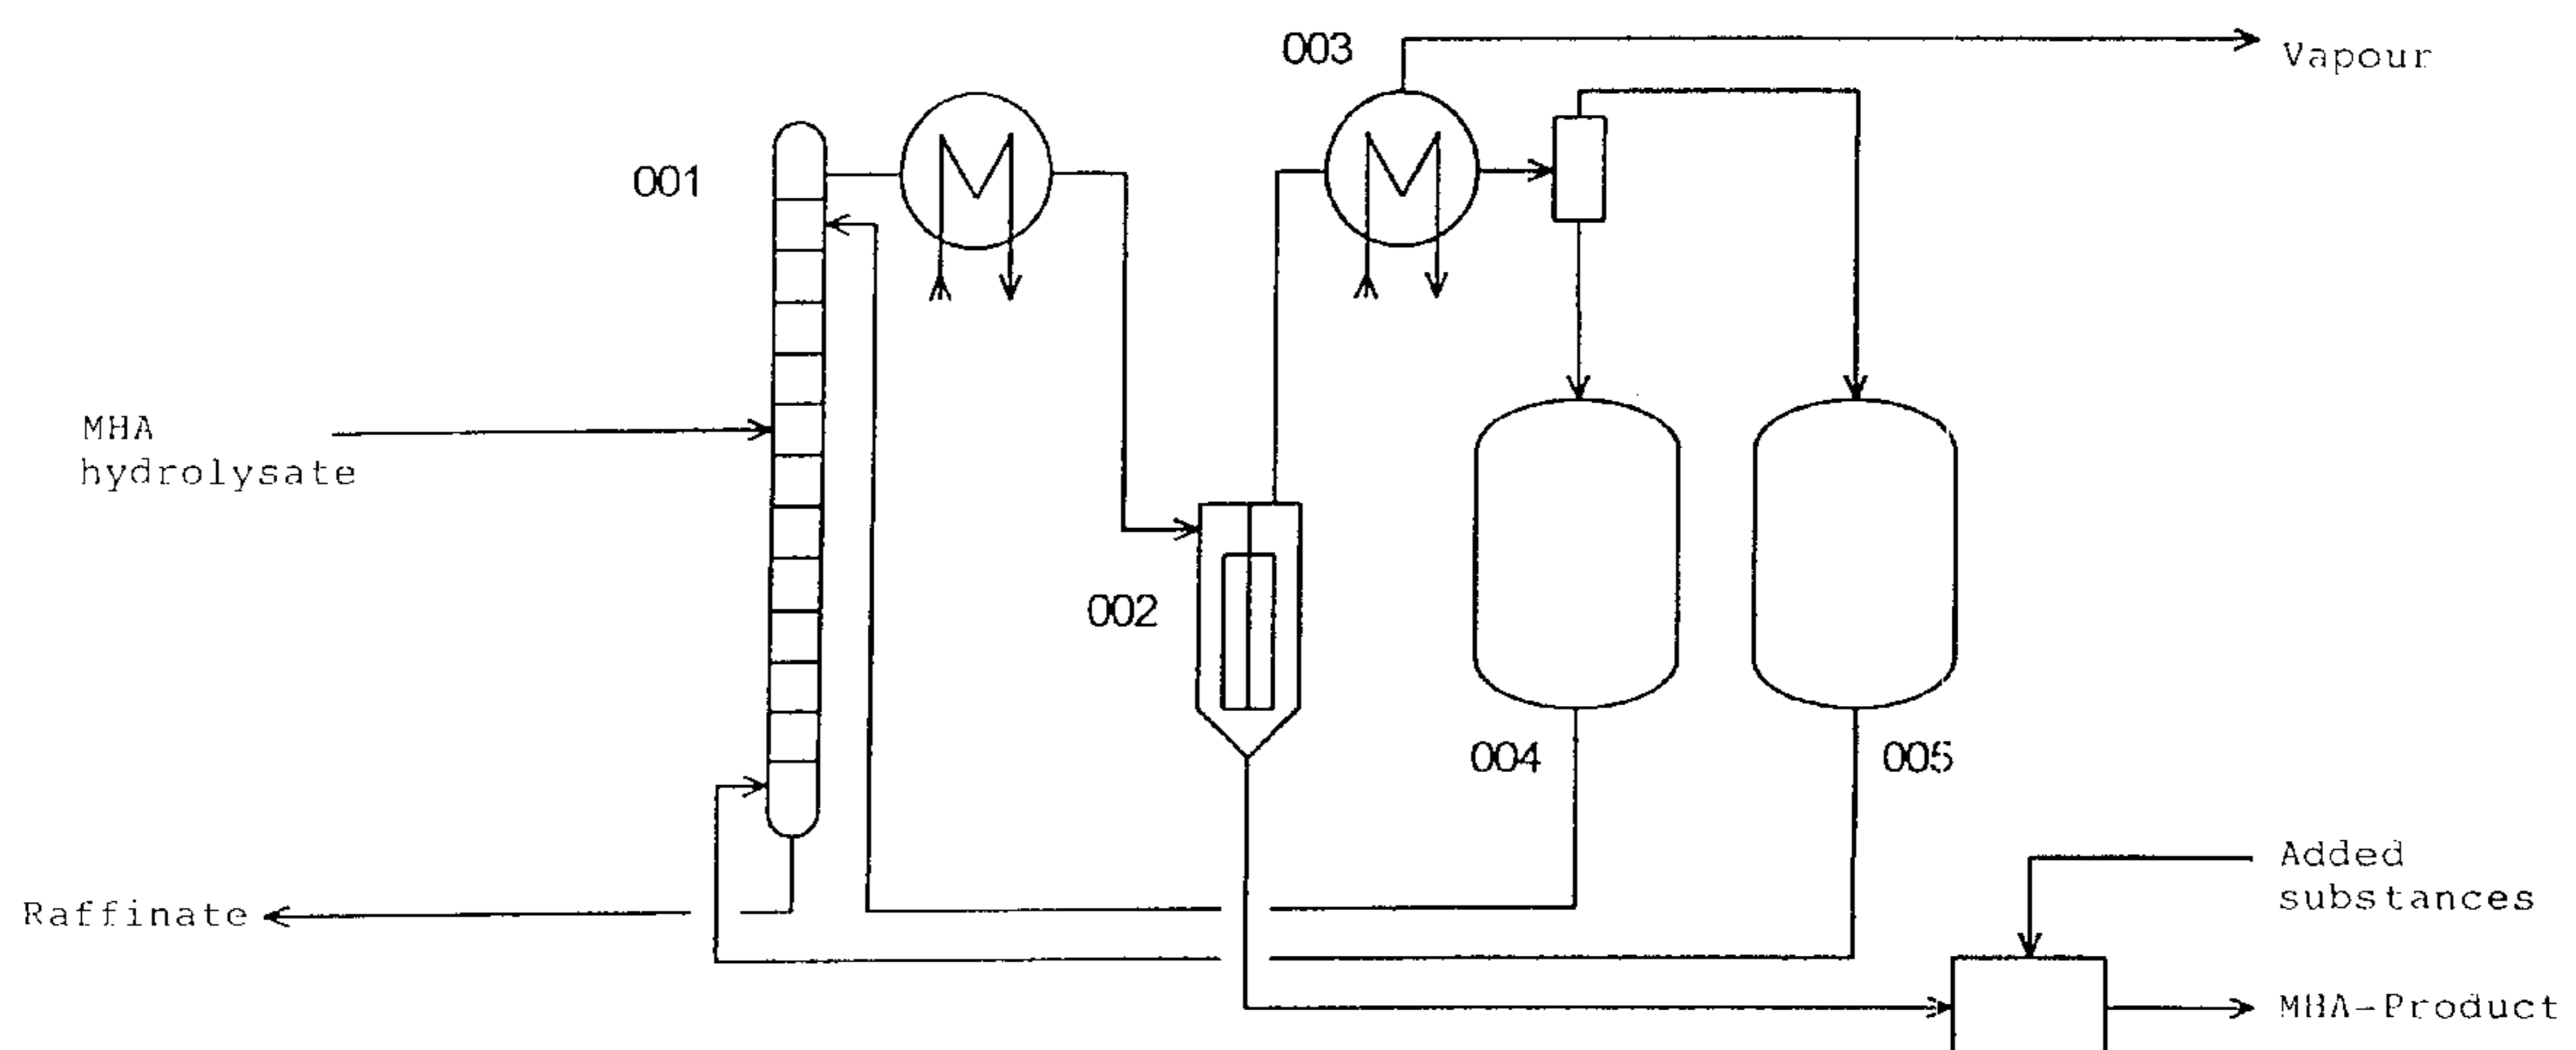 003
Vapour
001
MHA
hydrolysate
002
004
005
Added
substances
Raffinate
MHA-Product